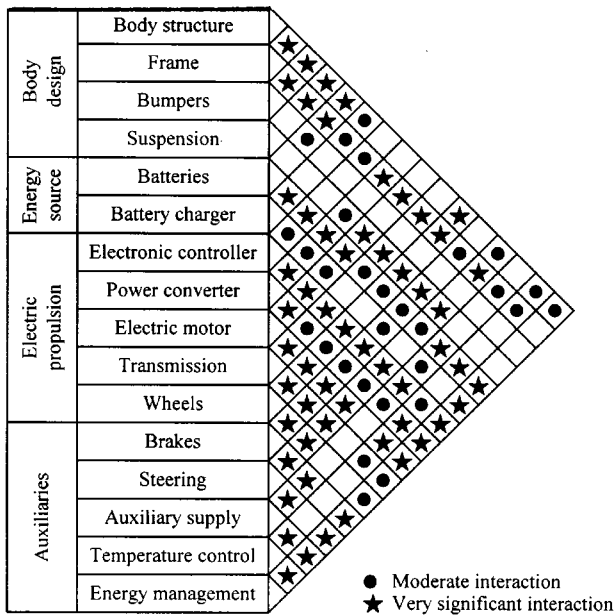 Body design
Body structure
Frame
Bumpers
Suspension
Energy source
Batteries
Battery charger
Electric propulsion
Electronic controller
Power converter
Electric motor
Transmission
Wheels
Auxiliaries
Brakes
Steering
Auxiliary supply
Temperature control
Energy management
Moderate interaction
Very significant interaction